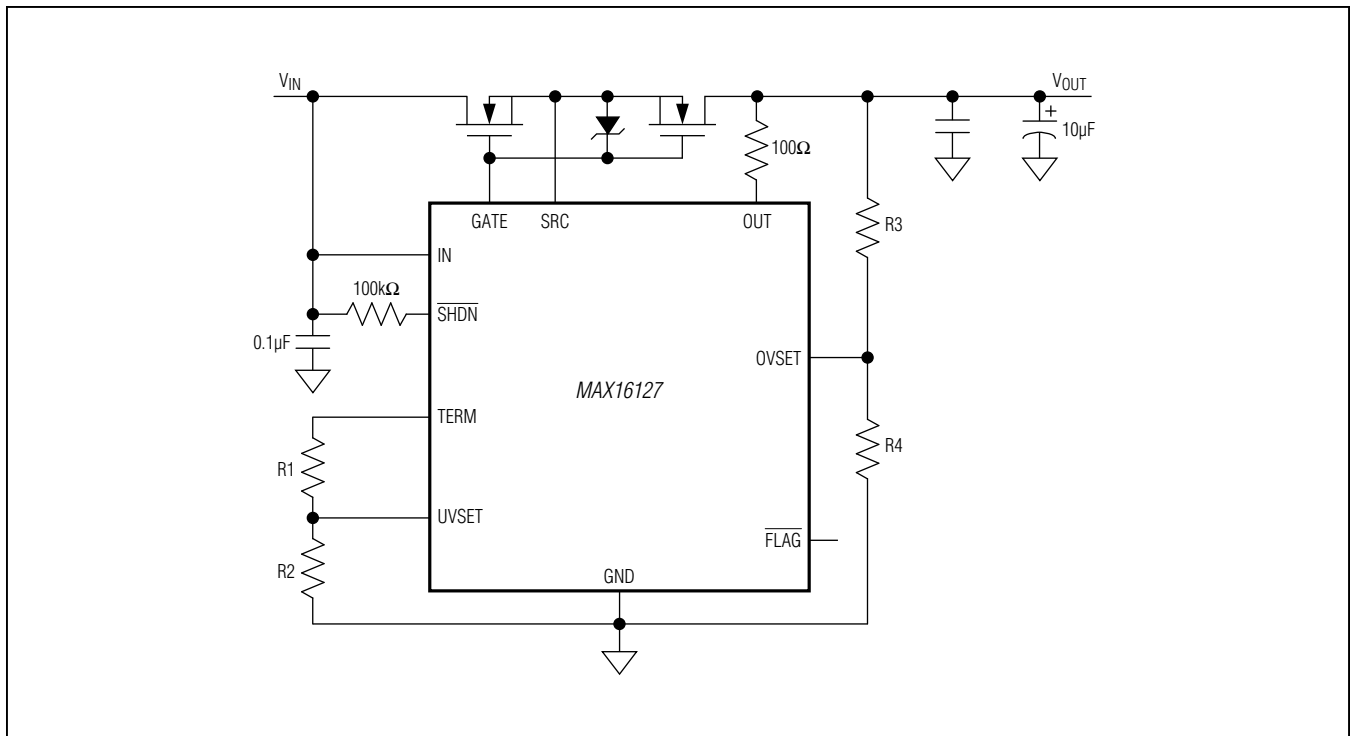 VIN
VOUT
10µF
+
100Ω
GATE
SRC
OUT
R3
IN
100kΩ
SHDN
0.1µF
OVSET
MAX16127
TERM
R1
R4
UVSET
FLAG
R2
GND